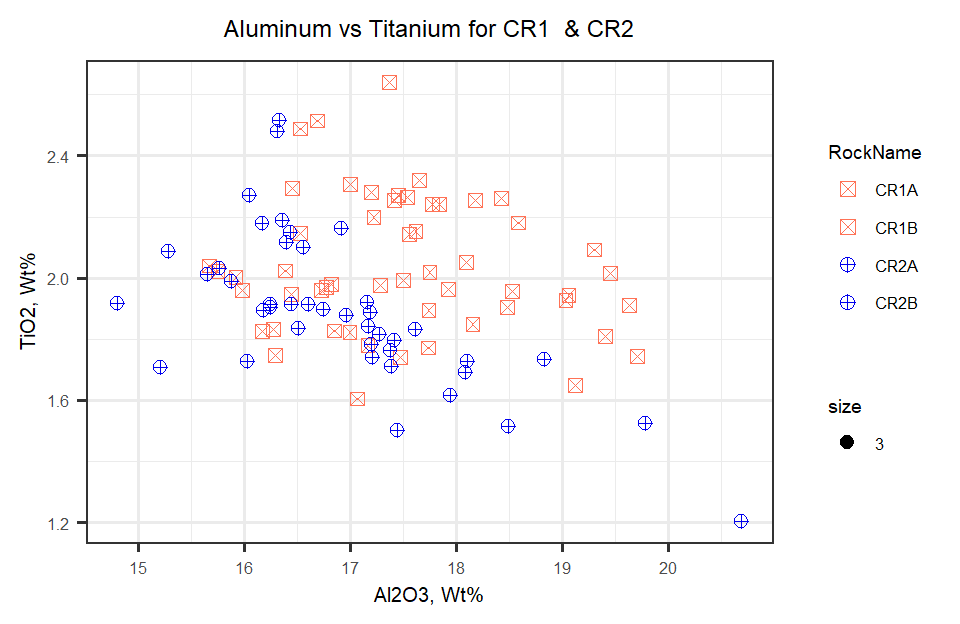 Aluminum vs Titanium for CR1  & CR2
2.4
2.0
1.6
1.2
TiO2, Wt%
15 16 17 18 19 20
Al2O3, Wt%
RockName
CR1A
CR1B
CR2A
CR2B
size
3